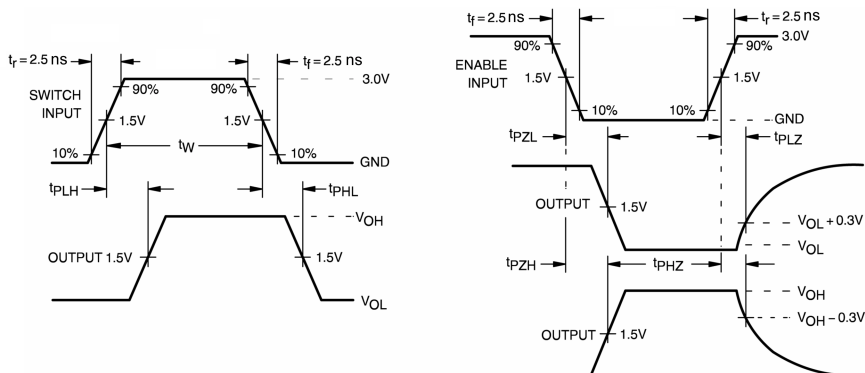 tf = 2.5 ns
tr = 2.5 ns
tr = 2.5 ns
tf = 2.5 ns
90%
90%
3.0V
SWITCH
INPUT
90%
90%
3.0V
1.5V
1.5V
10%
10%
GND
tW
tPLH
tPHL
VOH
OUTPUT 1.5V
1.5V
VOL
ENABLE
INPUT
1.5V
1.5V
10%
10%
GND
tPZL
tPLZ
OUTPUT
1.5V
VOL + 0.3V
VOL
tPZH
tPHZ
VOH
VOH – 0.3V
OUTPUT
1.5V